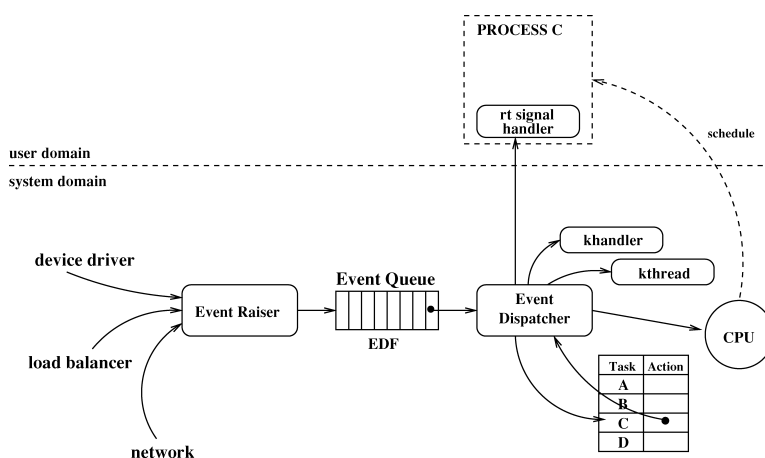 PROCESS C
rt signal
handler
schedule
user domain
system domain
khandler
device driver
Event Queue
kthread
Event Raiser
Event
Dispatcher
EDF
CPU
load balancer
Task Action
A
B
C
D
network